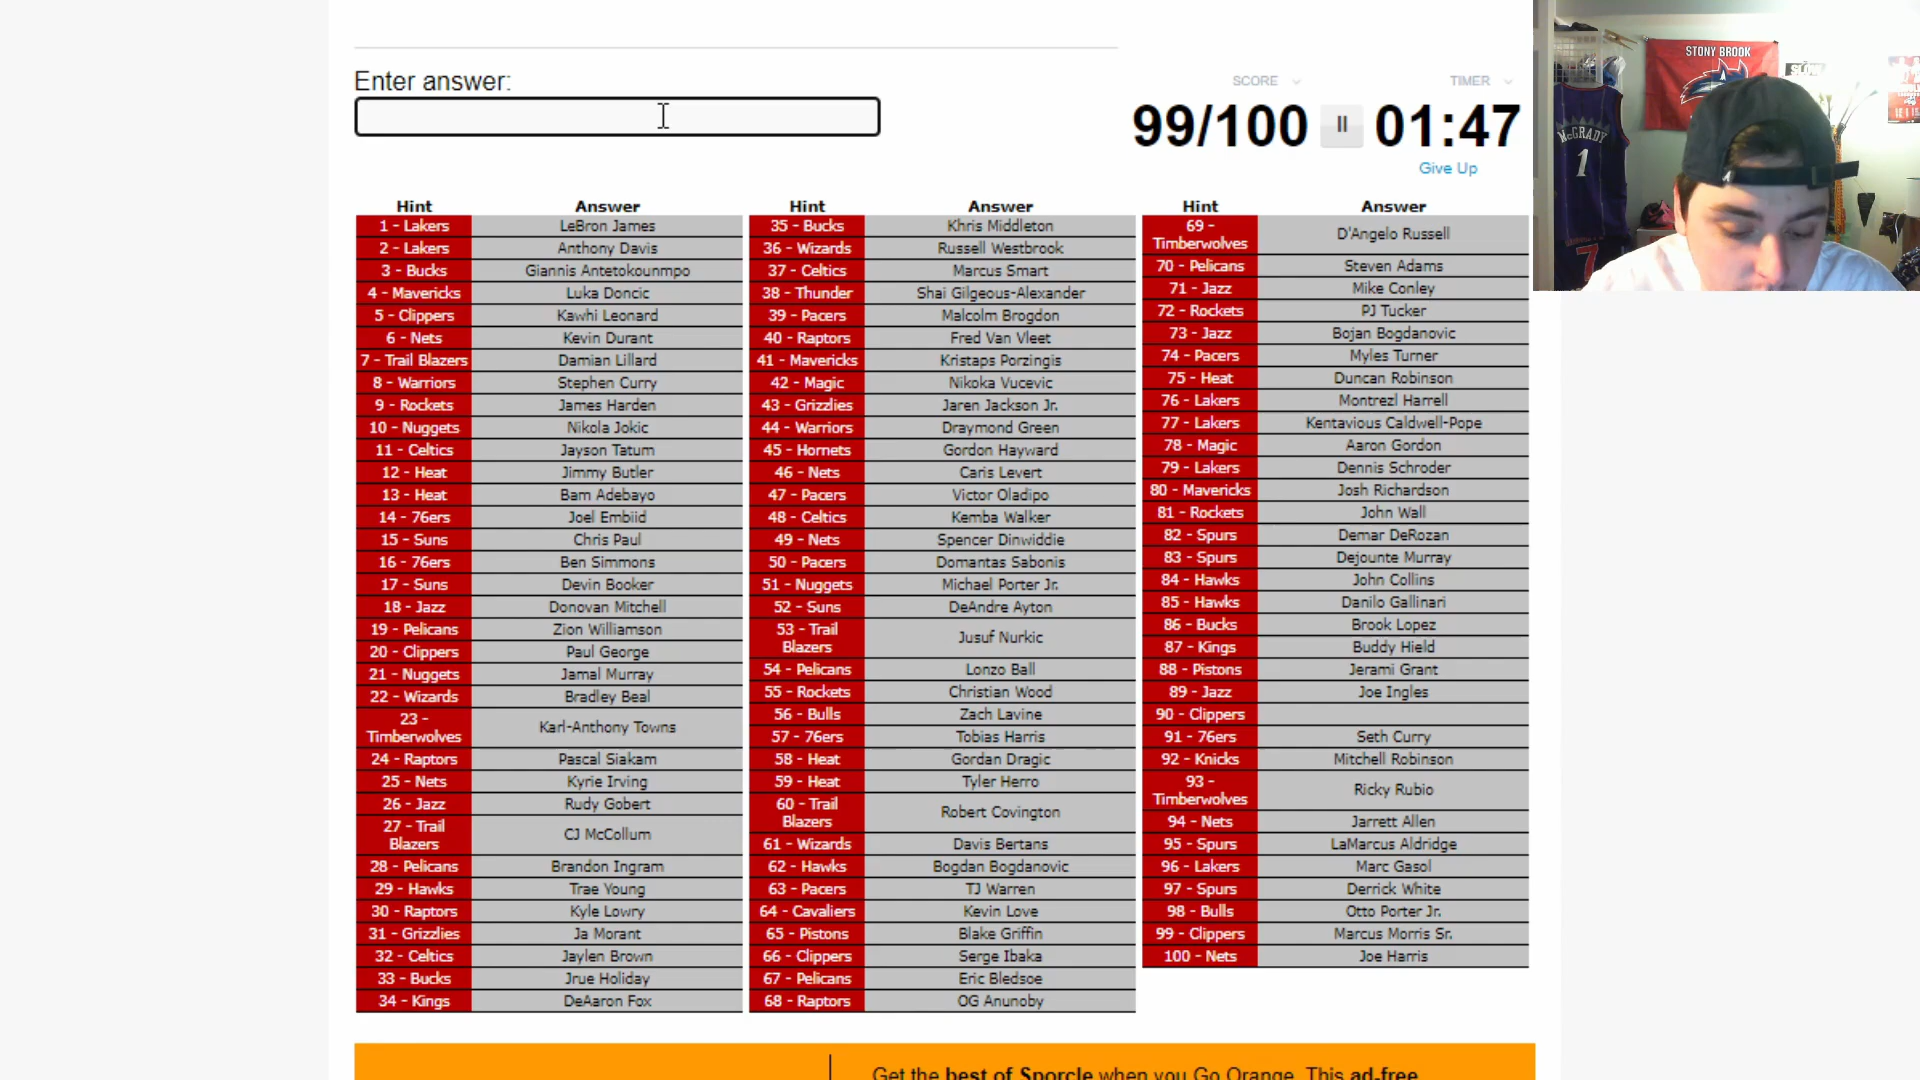 Enter answer:
SCORE
TIMER
99/100
01:47
Give Up
Hint Answer
1 - Lakers LeBron James
2 - Lakers Anthony Davis
3 - Bucks Giannis Antetokounmpo
4 - Mavericks Luka Doncic
5 - Clippers Kawhi Leonard
6 - Nets Kevin Durant
7 - Trail Blazers Damian Lillard
8 - Warriors Stephen Curry
9 - Rockets James Harden
10 - Nuggets Nikola Jokic
11 - Celtics Jayson Tatum
12 - Heat Jimmy Butler
13 - Heat Bam Adebayo
14 - 76ers Joel Embiid
15 - Suns Chris Paul
16 - 76ers Ben Simmons
17 - Suns Devin Booker
18 - Jazz Donovan Mitchell
19 - Pelicans Zion Williamson
20 - Clippers Paul George
21 - Nuggets Jamal Murray
22 - Wizards Bradley Beal
23 -
Timberwolves Karl-Anthony Towns
24 - Raptors Pascal Siakam
25 - Nets Kyrie Irving
26 - Jazz Rudy Gobert
27 - Trail
Blazers CJ McCollum
28 - Pelicans Brandon Ingram
29 - Hawks Trae Young
30 - Raptors Kyle Lowry
31 - Grizzlies Ja Morant
32 - Celtics Jaylen Brown
33 - Bucks Jrue Holiday
34 - Kings DeAaron Fox
Hint Answer
35 - Bucks Khris Middleton
36 - Wizards Russell Westbrook
37 - Celtics Marcus Smart
38 - Thunder Shai Gilgeous-Alexander
39 - Pacers Malcolm Brogdon
40 - Raptors Fred Van Vleet
41 - Mavericks Kristaps Porzingis
42 - Magic Nikoka Vucevic
43 - Grizzlies Jaren Jackson Jr.
44 - Warriors Draymond Green
45 - Hornets Gordon Hayward
46 - Nets Caris Levert
47 - Pacers Victor Oladipo
48 - Celtics Kemba Walker
49 - Nets Spencer Dinwiddie
50 - Pacers Domantas Sabonis
51 - Nuggets Michael Porter Jr.
52 - Suns DeAndre Ayton
53 - Trail
Blazers Jusuf Nurkic
54 - Pelicans Lonzo Ball
55 - Rockets Christian Wood
56 - Bulls Zach Lavine
57 - 76ers Tobias Harris
58 - Heat Gordan Dragic
59 - Heat Tyler Herro
60 - Trail
Blazers Robert Covington
61 - Wizards Davis Bertans
62 - Hawks Bogdan Bogdanovic
63 - Pacers TJ Warren
64 - Cavaliers Kevin Love
65 - Pistons Blake Griffin
66 - Clippers Serge Ibaka
67 - Pelicans Eric Bledsoe
68 - Raptors OG Anunoby
Hint Answer
69 -
Timberwolves D'Angelo Russell
70 - Pelicans Steven Adams
71 - Jazz Mike Conley
72 - Rockets PJ Tucker
73 - Jazz Bojan Bogdanovic
74 - Pacers Myles Turner
75 - Heat Duncan Robinson
76 - Lakers Montrezl Harrell
77 - Lakers Kentavious Caldwell-Pope
78 - Magic Aaron Gordon
79 - Lakers Dennis Schroder
80 - Mavericks Josh Richardson
81 - Rockets John Wall
82 - Spurs Demar DeRozan
83 - Spurs Dejounte Murray
84 - Hawks John Collins
85 - Hawks Danilo Gallinari
86 - Bucks Brook Lopez
87 - Kings Buddy Hield
88 - Pistons Jerami Grant
89 - Jazz Joe Ingles
90 - Clippers
91 - 76ers Seth Curry
92 - Knicks Mitchell Robinson
93 -
Timberwolves Ricky Rubio
94 - Nets Jarrett Allen
95 - Spurs LaMarcus Aldridge
96 - Lakers Marc Gasol
97 - Spurs Derrick White
98 - Bulls Otto Porter Jr.
99 - Clippers Marcus Morris Sr.
100 - Nets Joe Harris
Get the best of Sporcle when you Go Orange. This ad-free
STONY BROOK
McGRADY
1
7